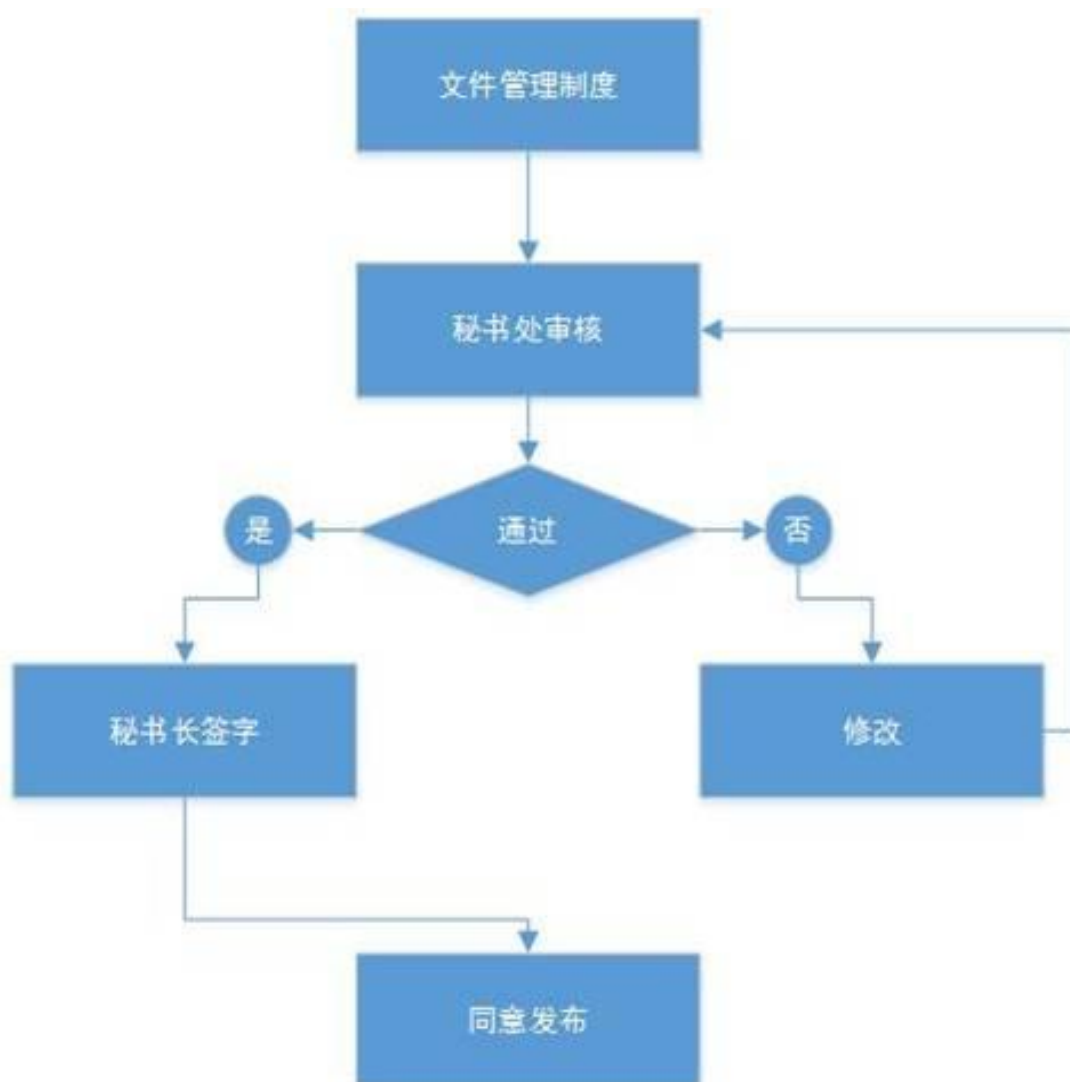 文件管理制度
秘书处审核
通过
是
否
秘书长签字
修改
同意发布